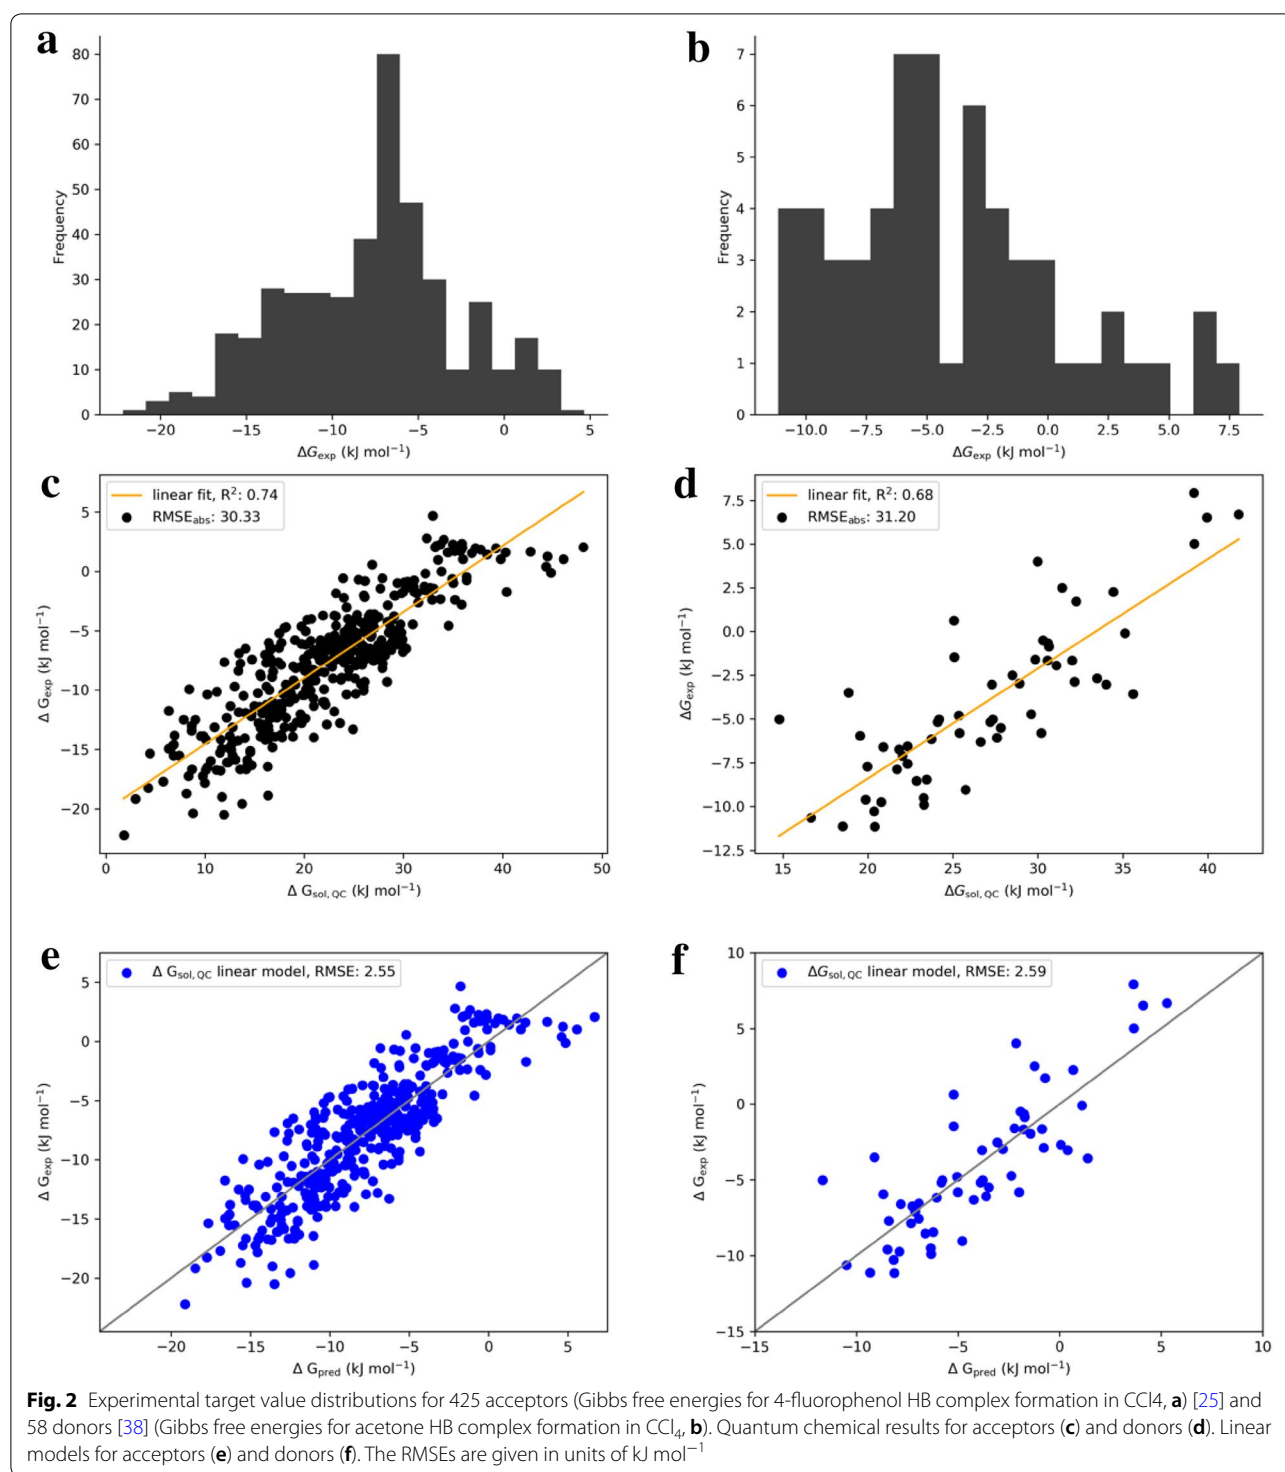 a
80
70
60
50
40
30
20
10
0
Frequency
−20 −15 −10 −5 0 5
ΔG_exp (kJ mol⁻¹)
b
7
6
5
4
3
2
1
0
Frequency
−10.0 −7.5 −5.0 −2.5 0.0 2.5 5.0 7.5
ΔG_exp (kJ mol⁻¹)
c
linear fit, R²: 0.74
RMSE_abs: 30.33
5
0
−5
−10
−15
−20
Δ G_exp (kJ mol⁻¹)
0 10 20 30 40 50
Δ G_sol, QC (kJ mol⁻¹)
d
linear fit, R²: 0.68
RMSE_abs: 31.20
7.5
5.0
2.5
0.0
−2.5
−5.0
−7.5
−10.0
−12.5
ΔG_exp (kJ mol⁻¹)
15 20 25 30 35 40
ΔG_sol, QC (kJ mol⁻¹)
e
Δ G_sol, QC linear model, RMSE: 2.55
5
0
−5
−10
−15
−20
Δ G_exp (kJ mol⁻¹)
−20 −15 −10 −5 0 5
Δ G_pred (kJ mol⁻¹)
f
ΔG_sol, QC linear model, RMSE: 2.59
10
5
0
−5
−10
−15
Δ G_exp (kJ mol⁻¹)
−15 −10 −5 0 5 10
Δ G_pred (kJ mol⁻¹)
Fig. 2 Experimental target value distributions for 425 acceptors (Gibbs free energies for 4-fluorophenol HB complex formation in CCl4, a) [25] and
58 donors [38] (Gibbs free energies for acetone HB complex formation in CCl₄, b). Quantum chemical results for acceptors (c) and donors (d). Linear
models for acceptors (e) and donors (f). The RMSEs are given in units of kJ mol⁻¹